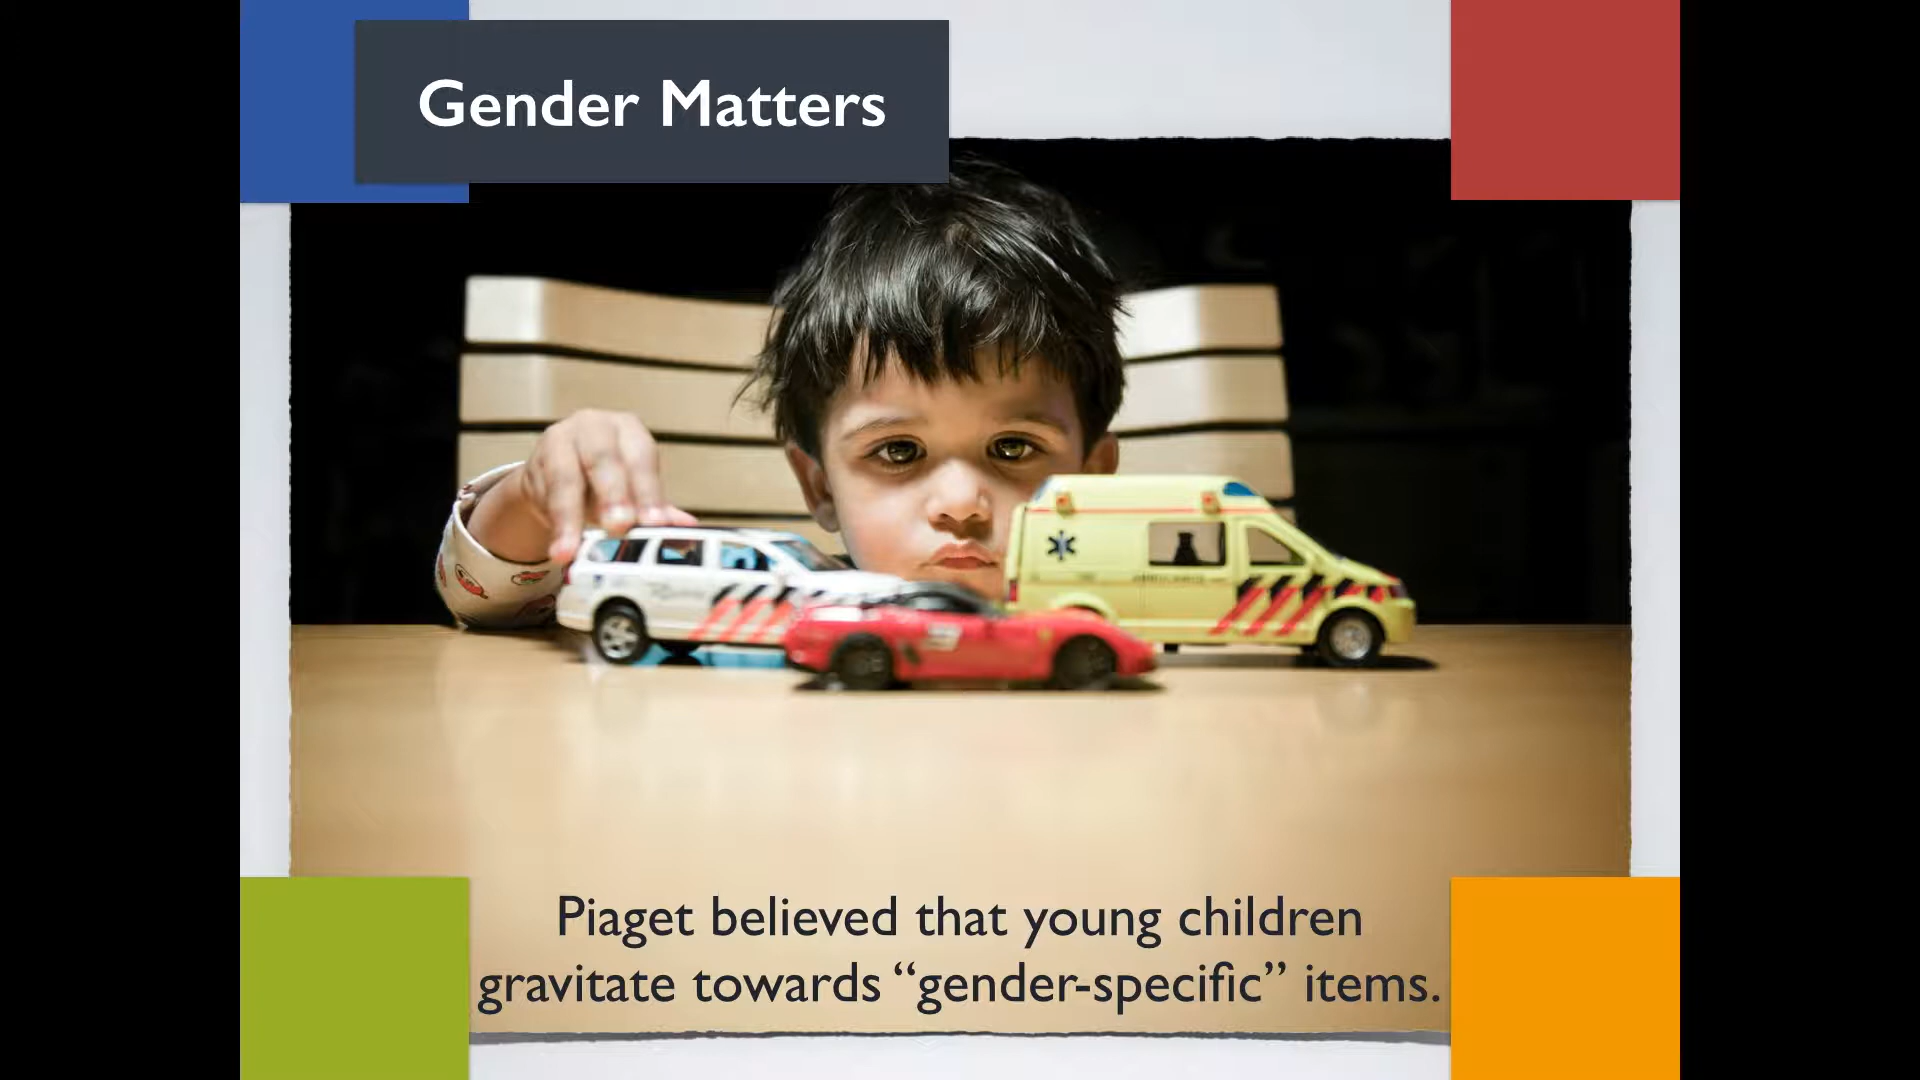 Gender Matters
Piaget believed that young children
gravitate towards “gender-specific” items.